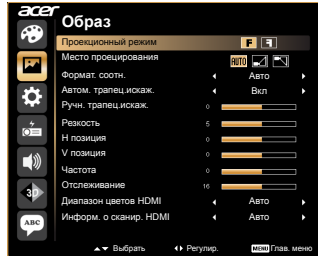 acer
Образ
Проекционный режим F F
Место проецирования AUTO
Формат. соотн. Авто
Автом. трапец.искаж. Вкл
Ручн. трапец.искаж. 0
Резкость 5
H позиция 0
V позиция 0
Частота 0
Отслеживание 16
Диапазон цветов HDMI Авто
Информ. о сканир. HDMI Авто
3D
ABC
Выбрать Регулир. MENU Глав. меню